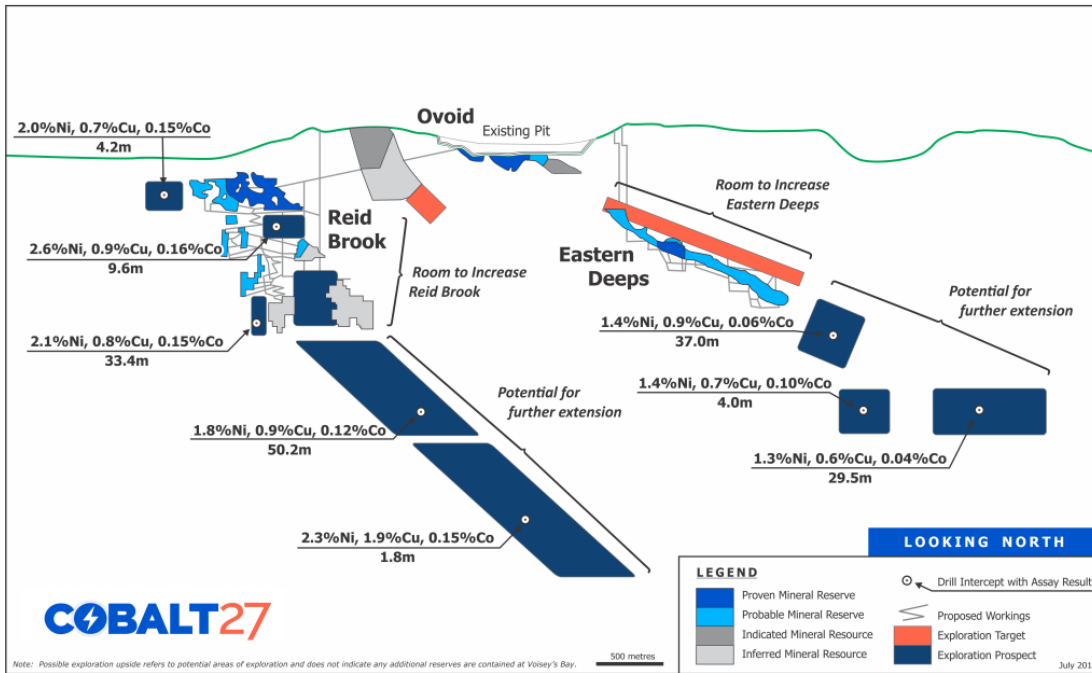 Ovoid
Existing Pit
2.0%Ni, 0.7%Cu, 0.15%Co
4.2m
Room to Increase
Eastern Deeps
Reid
Brook
2.6%Ni, 0.9%Cu, 0.16%Co
9.6m
Room to Increase
Reid Brook
Eastern
Deeps
Potential for
further extension
2.1%Ni, 0.8%Cu, 0.15%Co
33.4m
1.4%Ni, 0.9%Cu, 0.06%Co
37.0m
Potential for
further extension
1.4%Ni, 0.7%Cu, 0.10%Co
4.0m
1.8%Ni, 0.9%Cu, 0.12%Co
50.2m
1.3%Ni, 0.6%Cu, 0.04%Co
29.5m
2.3%Ni, 1.9%Cu, 0.15%Co
1.8m
LOOKING NORTH
LEGEND
Proven Mineral Reserve
Probable Mineral Reserve
Indicated Mineral Resource
Inferred Mineral Resource
Drill Intercept with Assay Result
Proposed Workings
Exploration Target
Exploration Prospect
COBALT27
Note: Possible exploration upside refers to potential areas of exploration and does not indicate any additional reserves are contained at Voisey's Bay.
500 metres
July 201